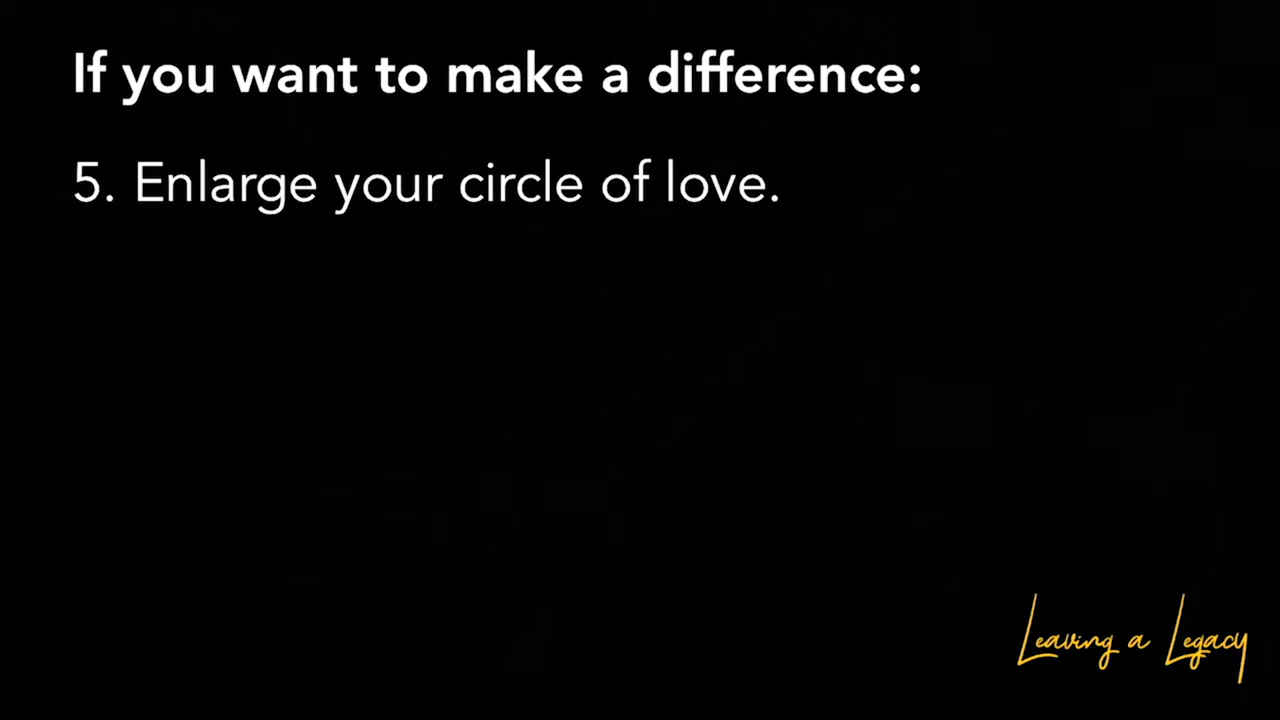 If you want to make a difference:
5. Enlarge your circle of love.
Leaving a Legacy